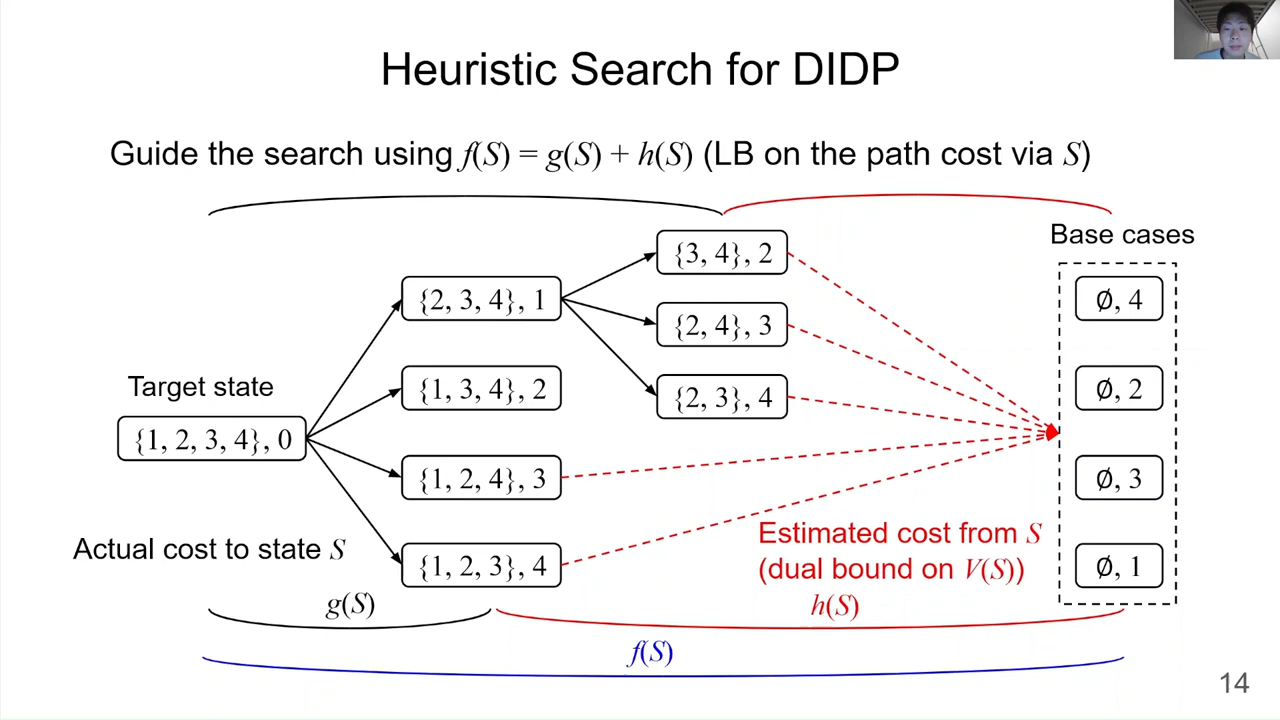 Heuristic Search for DIDP
Guide the search using f(S) = g(S) + h(S) (LB on the path cost via S)
Base cases
{3, 4}, 2
{2, 3, 4}, 1
∅, 4
{2, 4}, 3
Target state
{1, 3, 4}, 2
{2, 3}, 4
∅, 2
{1, 2, 3, 4}, 0
{1, 2, 4}, 3
∅, 3
Actual cost to state S
{1, 2, 3}, 4
Estimated cost from S
(dual bound on V(S))
∅, 1
g(S)
h(S)
f(S)
14